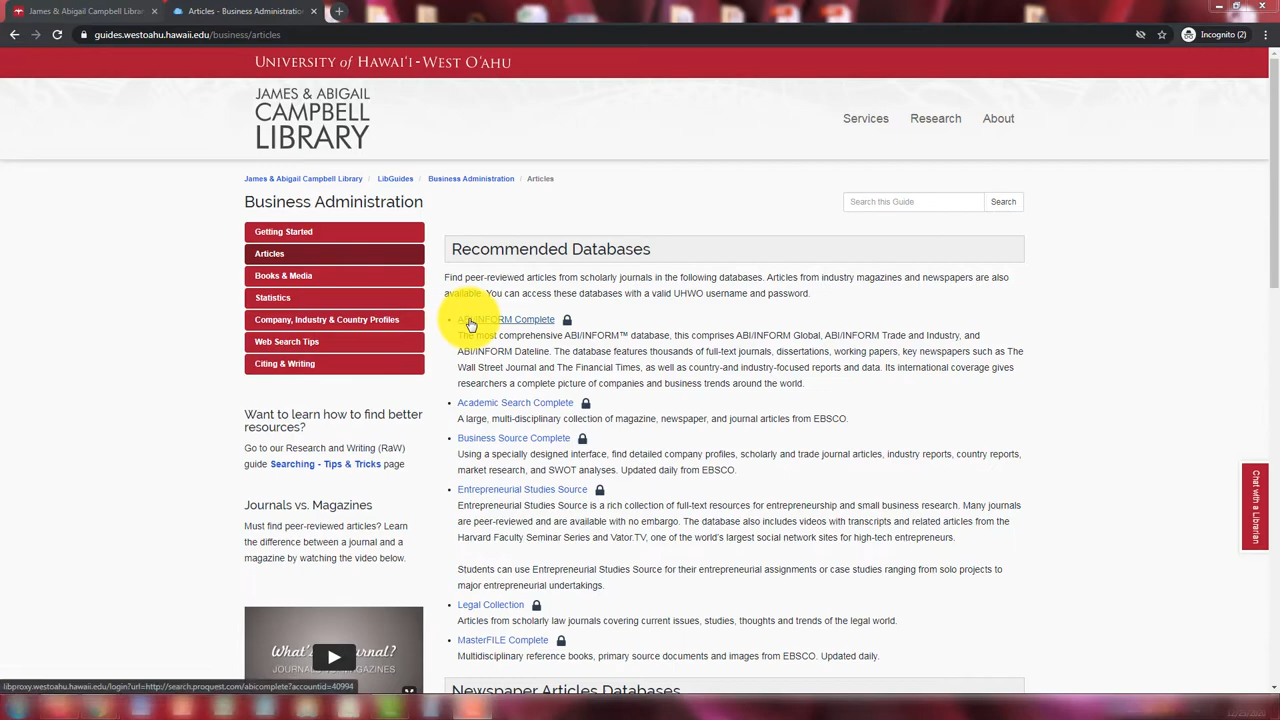 James & Abigail Campbell Librar
Articles - Business Administratio
guides.westoahu.hawaii.edu/business/articles
Incognito (2)
UNIVERSITY of HAWAI'I - WEST O'AHU
JAMES & ABIGAIL
CAMPBELL
LIBRARY
Services
Research
About
James & Abigail Campbell Library / LibGuides / Business Administration / Articles
Business Administration
Search this Guide
Search
Getting Started
Articles
Books & Media
Statistics
Company, Industry & Country Profiles
Web Search Tips
Citing & Writing
Want to learn how to find better
resources?
Go to our Research and Writing (RaW)
guide Searching - Tips & Tricks page
Journals vs. Magazines
Must find peer-reviewed articles? Learn
the difference between a journal and a
magazine by watching the video below.
What's a Journal?
JOURNALS MAGAZINES
Recommended Databases
Find peer-reviewed articles from scholarly journals in the following databases. Articles from industry magazines and newspapers are also
available. You can access these databases with a valid UHWO username and password.
ABI/INFORM Complete
The most comprehensive ABI/INFORM™ database, this comprises ABI/INFORM Global, ABI/INFORM Trade and Industry, and
ABI/INFORM Dateline. The database features thousands of full-text journals, dissertations, working papers, key newspapers such as The
Wall Street Journal and The Financial Times, as well as country-and industry-focused reports and data. Its international coverage gives
researchers a complete picture of companies and business trends around the world.
Academic Search Complete
A large, multi-disciplinary collection of magazine, newspaper, and journal articles from EBSCO.
Business Source Complete
Using a specially designed interface, find detailed company profiles, scholarly and trade journal articles, industry reports, country reports,
market research, and SWOT analyses. Updated daily from EBSCO.
Entrepreneurial Studies Source
Entrepreneurial Studies Source is a rich collection of full-text resources for entrepreneurship and small business research. Many journals
are peer-reviewed and are available with no embargo. The database also includes videos with transcripts and related articles from the
Harvard Faculty Seminar Series and Vator.TV, one of the world's largest social network sites for high-tech entrepreneurs.
Students can use Entrepreneurial Studies Source for their entrepreneurial assignments or case studies ranging from solo projects to
major entrepreneurial undertakings.
Legal Collection
Articles from scholarly law journals covering current issues, studies, thoughts and trends of the legal world.
MasterFILE Complete
Multidisciplinary reference books, primary source documents and images from EBSCO. Updated daily.
Newspaper Articles Databases
Chat with a Librarian
libproxy.westoahu.hawaii.edu/login?url=http://search.proquest.com/abicomplete?accountid=40994